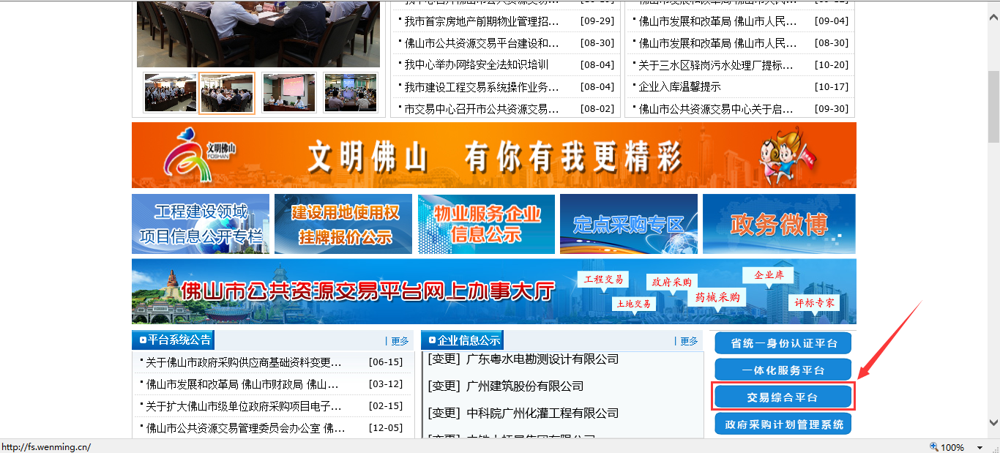 我市首宗房地产前期物业管理招... [09-29]
佛山市公共资源交易平台建设和... [08-30]
我中心举办网络安全法知识培训 [08-04]
我市建设工程交易系统操作业务... [08-04]
市交易中心召开市公共资源交易... [08-02]
佛山市发展和改革局 佛山市人民... [09-04]
佛山市发展和改革局 佛山市人民... [08-30]
关于三水区驿岗污水处理厂提标... [10-20]
企业入库温馨提示 [10-17]
佛山市公共资源交易中心关于启... [09-30]
文明佛山
FOSHAN
文明佛山 有你有我更精彩
工程建设领域
项目信息公开专栏
建设用地使用权
挂牌报价公示
物业服务企业
信息公示
定点采购专区
政务微博
佛山市公共资源交易平台网上办事大厅
工程交易
政府采购
企业库
土地交易
药械采购
评标专家
平台系统公告 | 更多
关于佛山市政府采购供应商基础资料变更... [06-15]
佛山市发展和改革局 佛山市财政局 佛山... [03-12]
关于扩大佛山市级单位政府采购项目电子... [02-15]
佛山市公共资源交易管理委员会办公室 佛... [12-05]
企业信息公示 | 更多
[变更] 广东粤水电勘测设计有限公司
[变更] 广州建筑股份有限公司
[变更] 中科院广州化灌工程有限公司
省统一身份认证平台
一体化服务平台
交易综合平台
政府采购计划管理系统
http://fs.wenming.cn/
100%